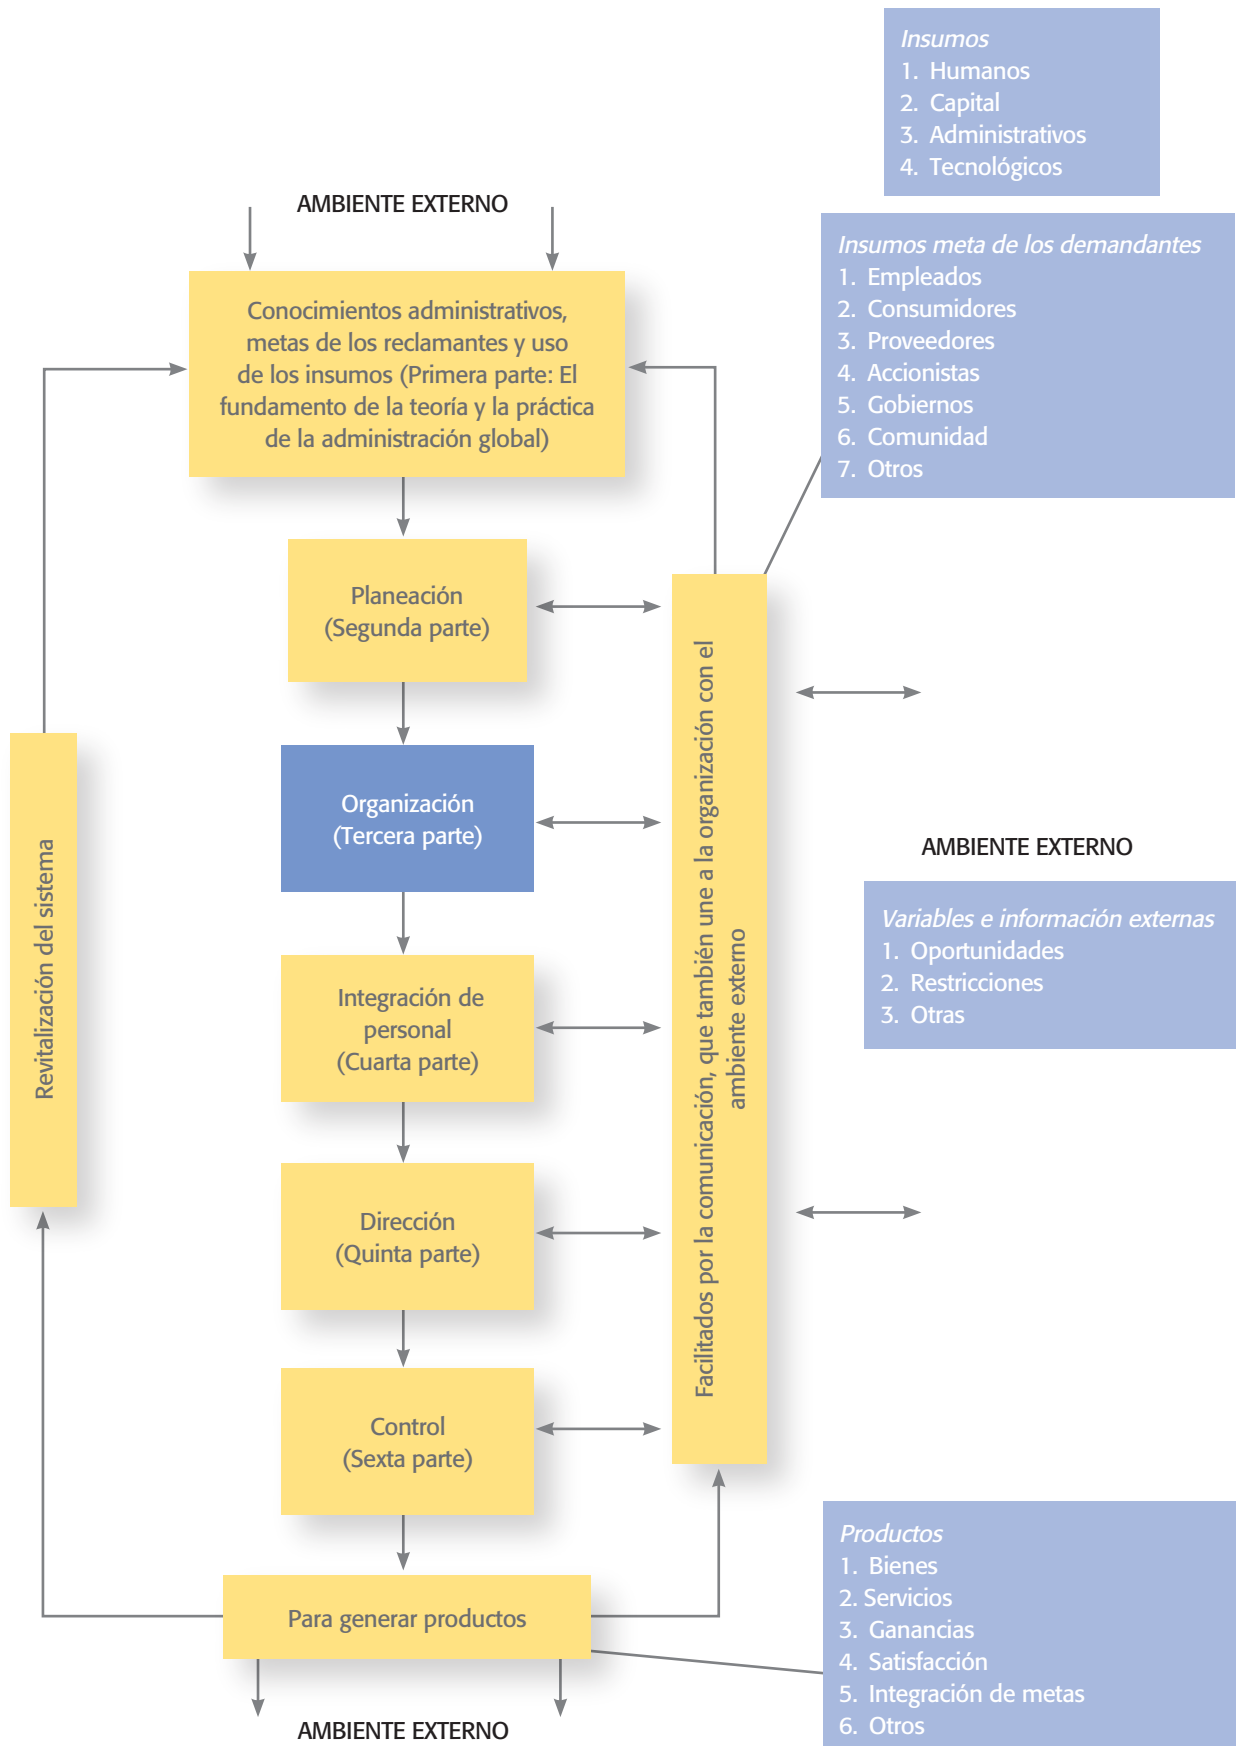 Insumos
1. Humanos
2. Capital
3. Administrativos
4. Tecnológicos
AMBIENTE EXTERNO
Insumos meta de los demandantes
1. Empleados
2. Consumidores
3. Proveedores
4. Accionistas
5. Gobiernos
6. Comunidad
7. Otros
Conocimientos administrativos,
metas de los reclamantes y uso
de los insumos (Primera parte: El
fundamento de la teoría y la práctica
de la administración global)
Planeación
(Segunda parte)
Organización
(Tercera parte)
Integración de
personal
(Cuarta parte)
Dirección
(Quinta parte)
Control
(Sexta parte)
Para generar productos
AMBIENTE EXTERNO
Revitalización del sistema
Facilitados por la comunicación, que también une a la organización con el
ambiente externo
AMBIENTE EXTERNO
Variables e información externas
1. Oportunidades
2. Restricciones
3. Otras
Productos
1. Bienes
2. Servicios
3. Ganancias
4. Satisfacción
5. Integración de metas
6. Otros